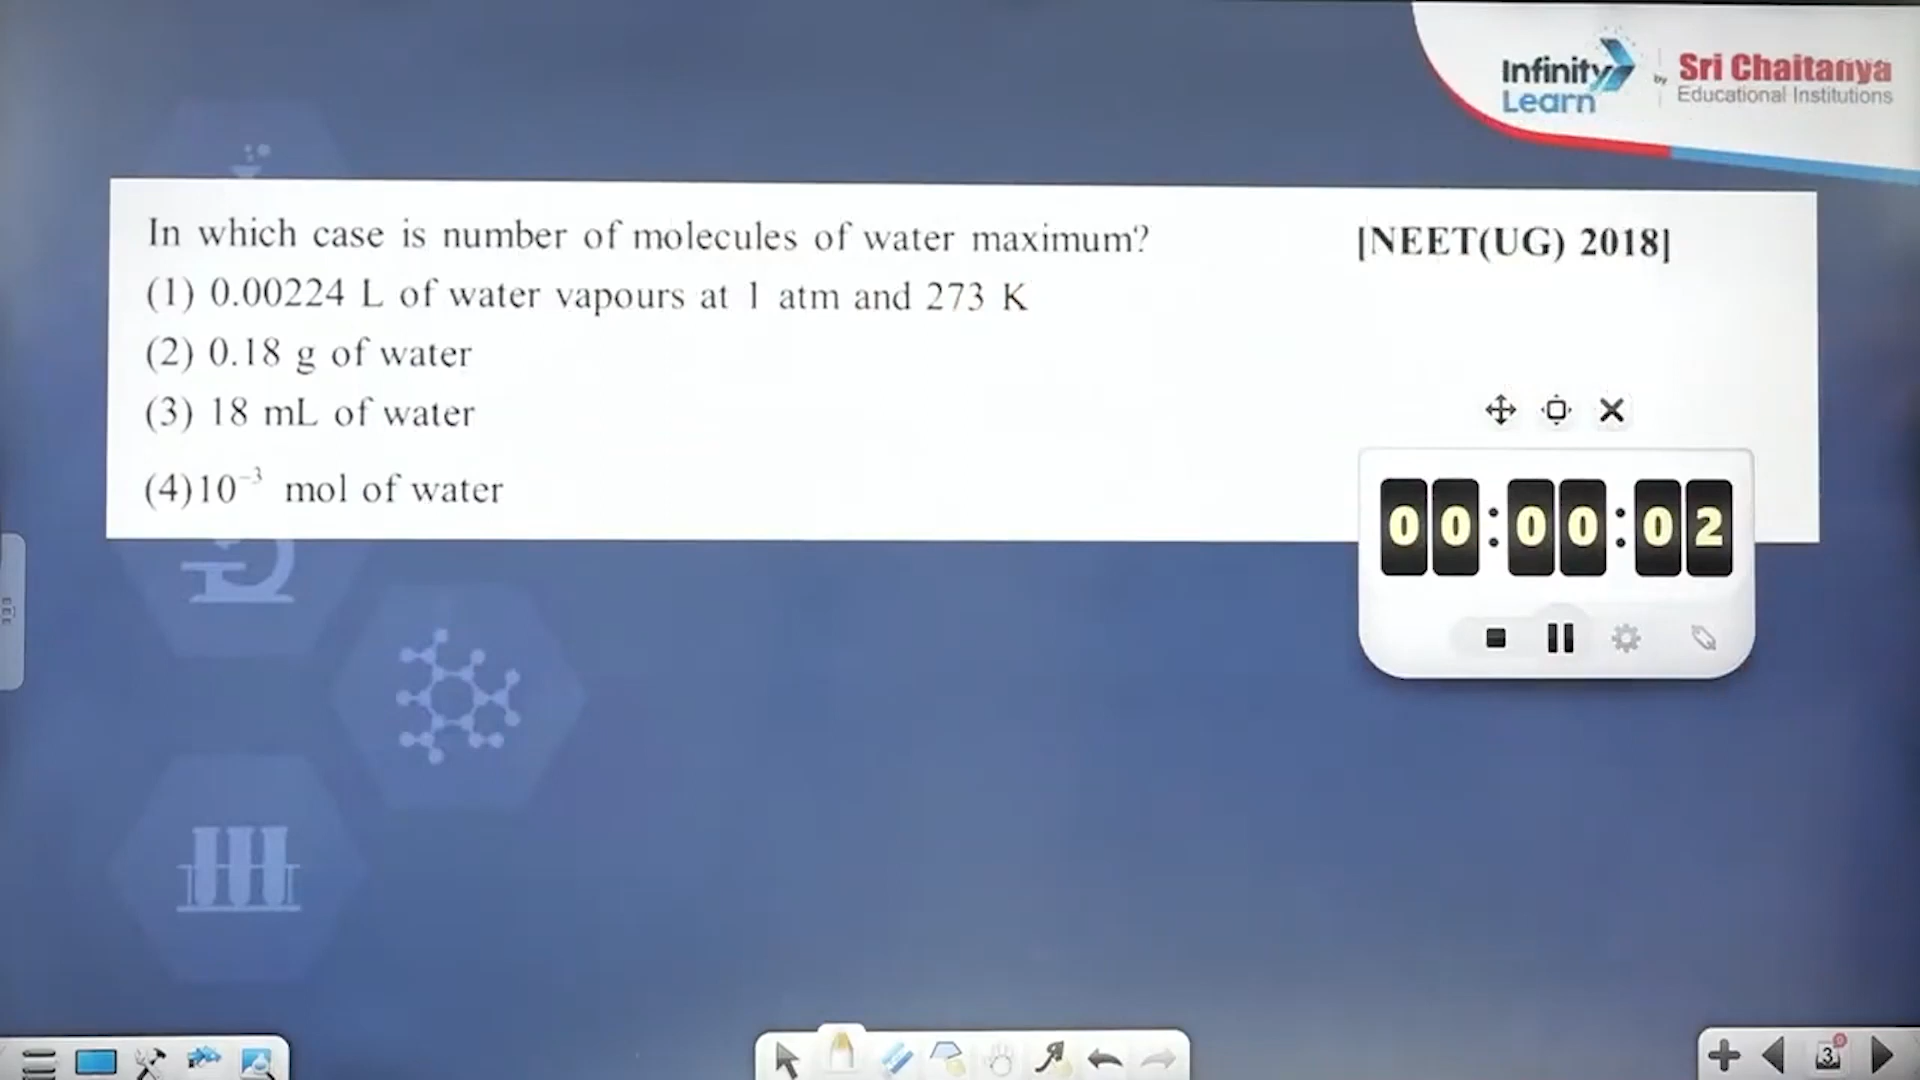 Infinity Learn by Sri Chaitanya Educational Institutions
In which case is number of molecules of water maximum? [NEET(UG) 2018]
(1) 0.00224 L of water vapours at 1 atm and 273 K
(2) 0.18 g of water
(3) 18 mL of water
(4)10⁻³ mol of water
00:00:02
3